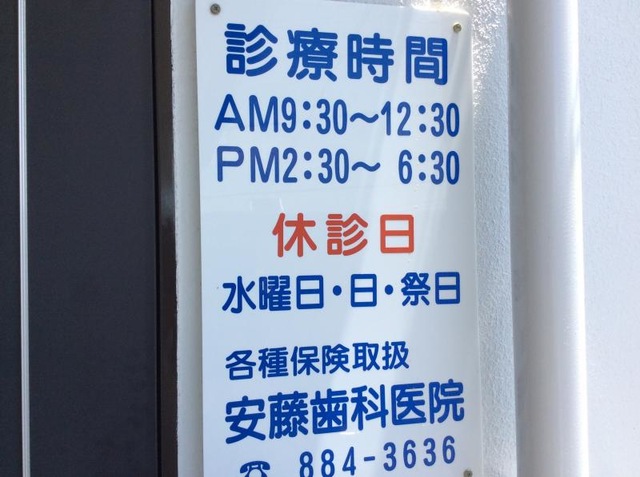 診療時間
AM9:30〜12:30
PM2:30〜 6:30
休診日
水曜日・日・祭日
各種保険取扱
安藤歯科医院
☎ 884-3636